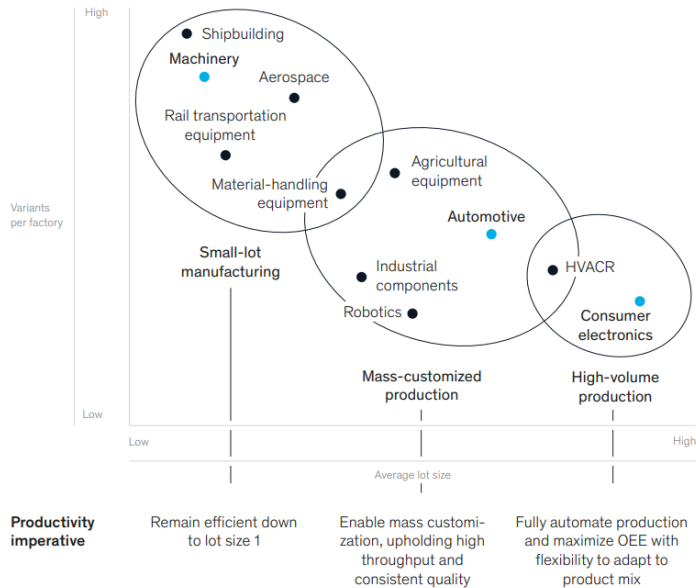 High
Shipbuilding
Machinery
Aerospace
Rail transportation
equipment
Agricultural
equipment
Material-handling
equipment
Variants
per factory
Automotive
Small-lot
manufacturing
Industrial
components
HVACR
Robotics
Consumer
electronics
Mass-customized
production
High-volume
production
Low
Low
High
Average lot size
Productivity
imperative
Remain efficient down
to lot size 1
Enable mass customi-
zation, upholding high
throughput and
consistent quality
Fully automate production
and maximize OEE with
flexibility to adapt to
product mix